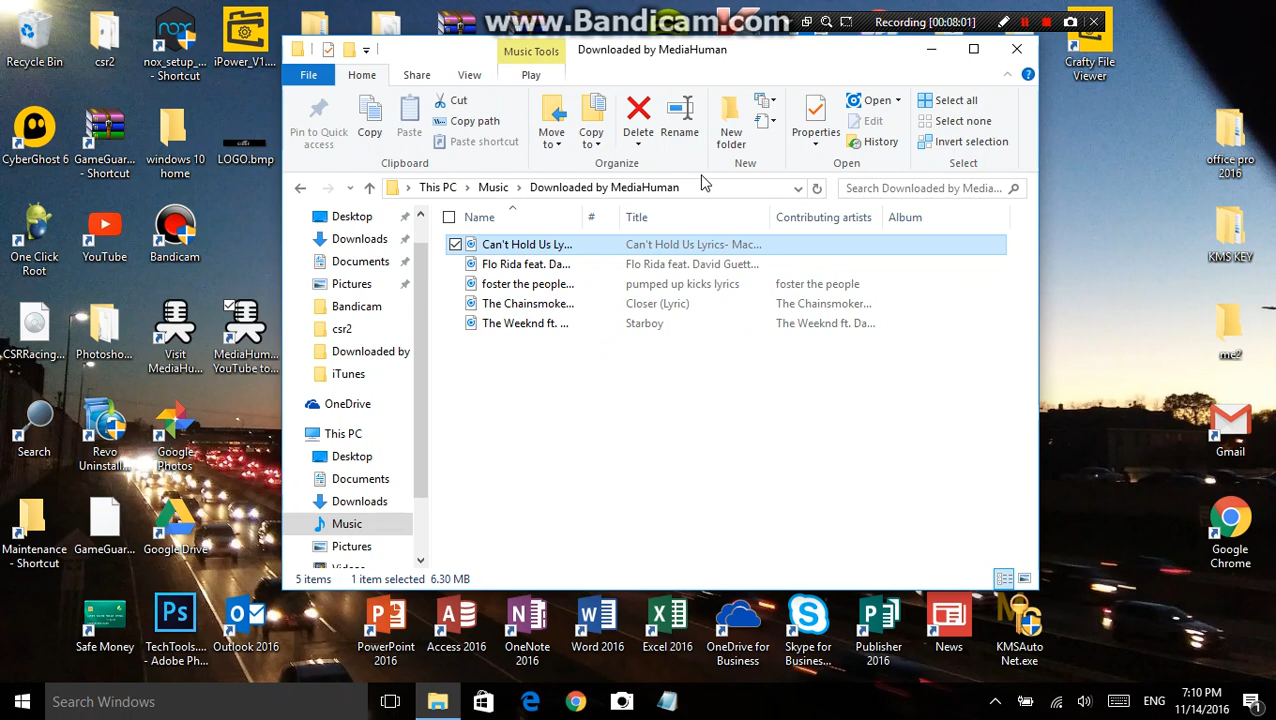 www.Bandicam.com
Recording [00:08:01]
Recycle Bin
csr2
nox_setup_...
- Shortcut
iPower_V1....
Music Tools
Downloaded by MediaHuman
File
Home
Share
View
Play
Pin to Quick
access
Copy
Paste
Cut
Copy path
Paste shortcut
Clipboard
Move
to
Copy
to
Delete
Rename
Organize
New
folder
New
Properties
Open
Edit
History
Open
Select all
Select none
Invert selection
Select
This PC
Music
Downloaded by MediaHuman
Search Downloaded by Media...
Name
#
Title
Contributing artists
Album
Can't Hold Us Ly...
Can't Hold Us Lyrics- Mac...
Flo Rida feat. Da...
Flo Rida feat. David Guett...
foster the people...
pumped up kicks lyrics
foster the people
The Chainsmoke...
Closer (Lyric)
The Chainsmoker...
The Weeknd ft. ...
Starboy
The Weeknd ft. Da...
Desktop
Downloads
Documents
Pictures
Bandicam
csr2
Downloaded by
iTunes
OneDrive
This PC
Desktop
Documents
Downloads
Music
Pictures
5 items
1 item selected
6.30 MB
CyberGhost 6
GameGuar...
- Shortcut
windows 10
home
LOGO.bmp
One Click
Root
YouTube
Bandicam
CSRRacing...
Photosho...
Visit
MediaHu...
MediaHum...
YouTube to...
Search
Revo
Uninstall...
Google
Photos
Maintenance
- Shortcut
GameGuar...
Google Drive
Crafty File
Viewer
office pro
2016
KMS KEY
me2
Gmail
Google
Chrome
Safe Money
Ps
TechTools....
- Adobe Ph...
Outlook 2016
PowerPoint
2016
Access 2016
OneNote
2016
Word 2016
Excel 2016
OneDrive for
Business
Skype for
Busines...
Publisher
2016
News
KMSAuto
Net.exe
Search Windows
ENG
7:10 PM
11/14/2016